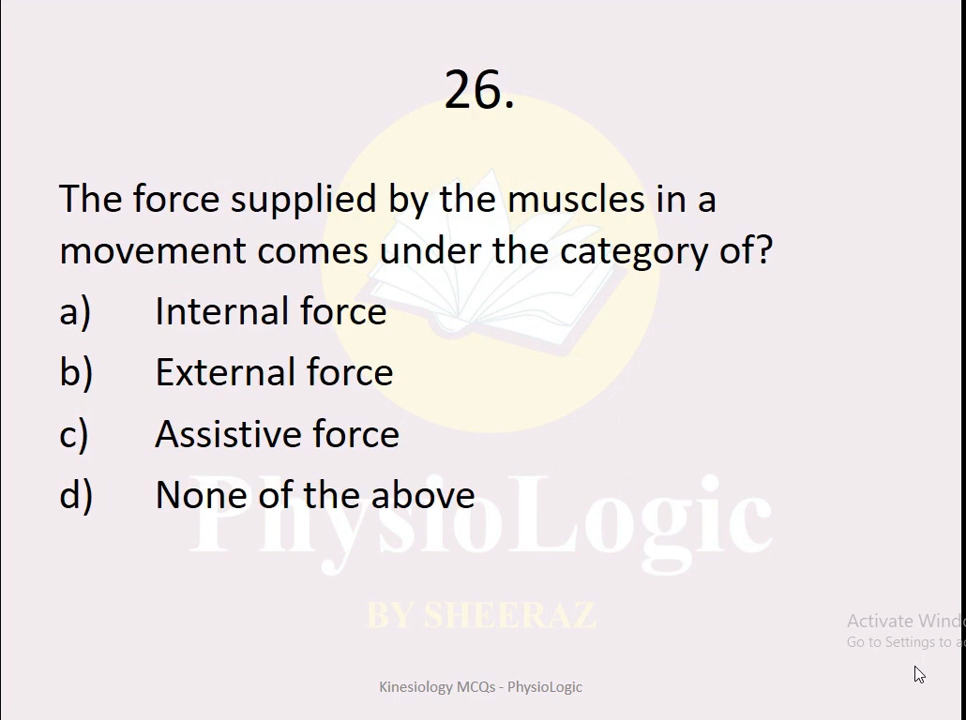 26.
The force supplied by the muscles in a
movement comes under the category of?
a) Internal force
b) External force
c) Assistive force
d) None of the above
PhysioLogic
BY SHEERAZ
Activate Wind
Go to Settings to a
Kinesiology MCQs - PhysioLogic